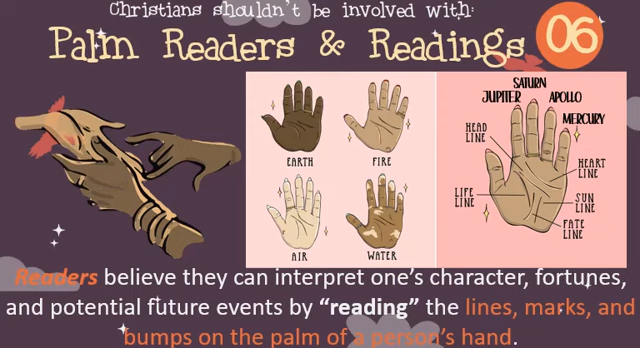 Christians shouldn't be involved with:
Palm Readers & Readings
06
EARTH
FIRE
AIR
WATER
SATURN
JUPITER
APOLLO
MERCURY
HEAD
LINE
HEART
LINE
LIFE
LINE
SUN
LINE
FATE
LINE
Readers believe they can interpret one's character, fortunes,
and potential future events by “reading” the lines, marks, and
bumps on the palm of a person's hand.